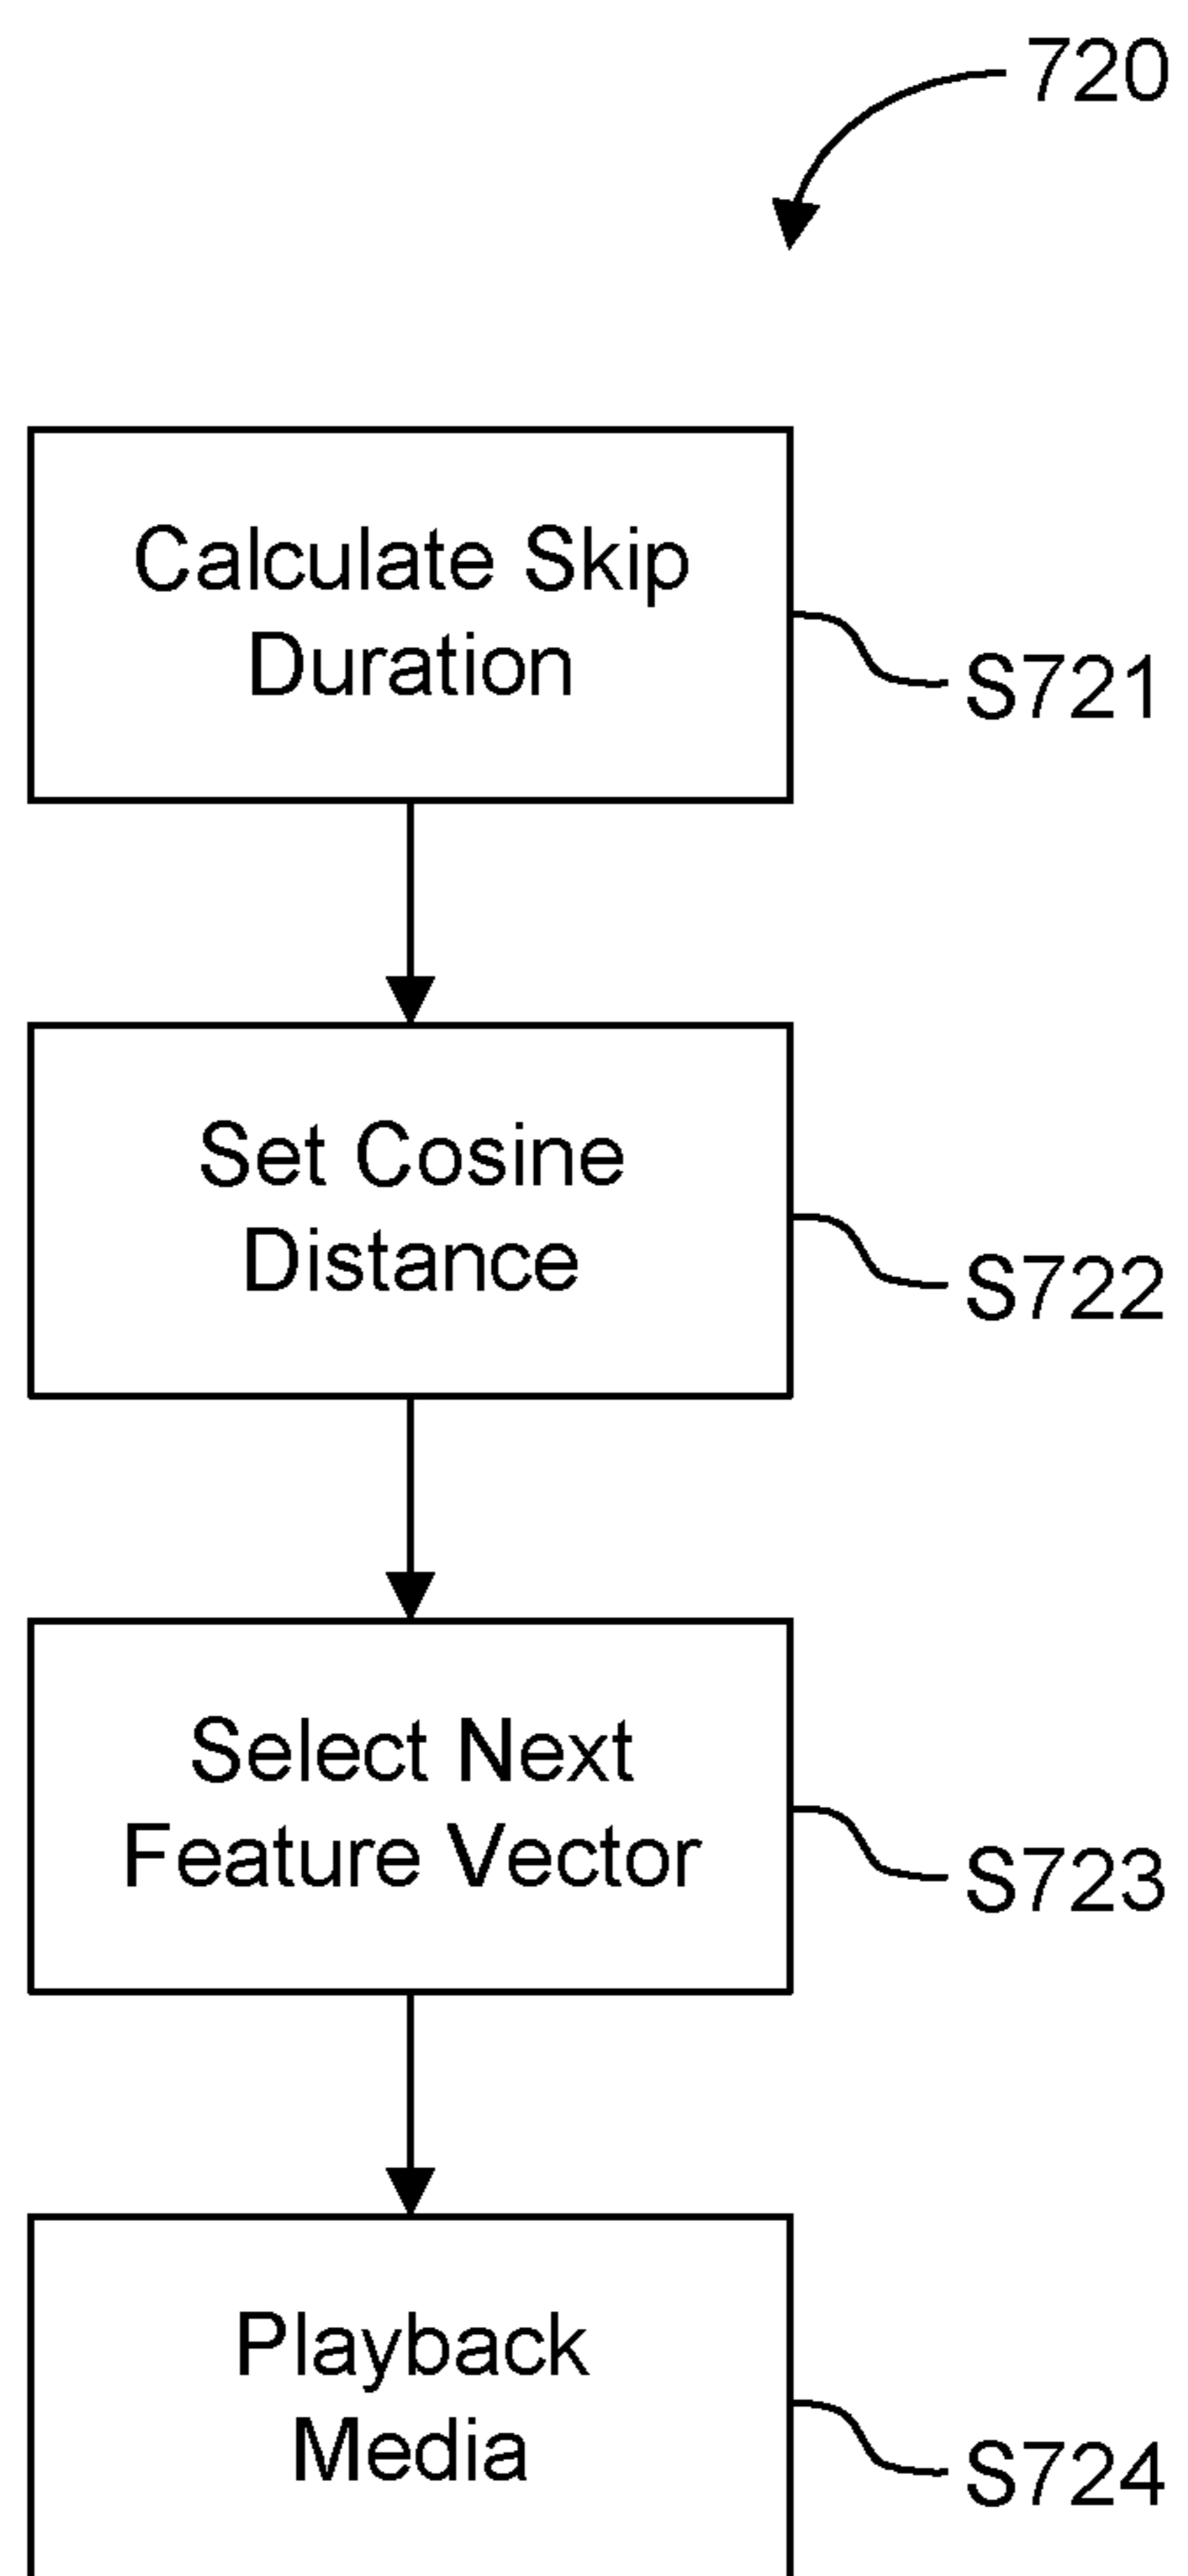 720
Calculate Skip
Duration
S721
Set Cosine
Distance
S722
Select Next
Feature Vector
S723
Playback
Media
S724